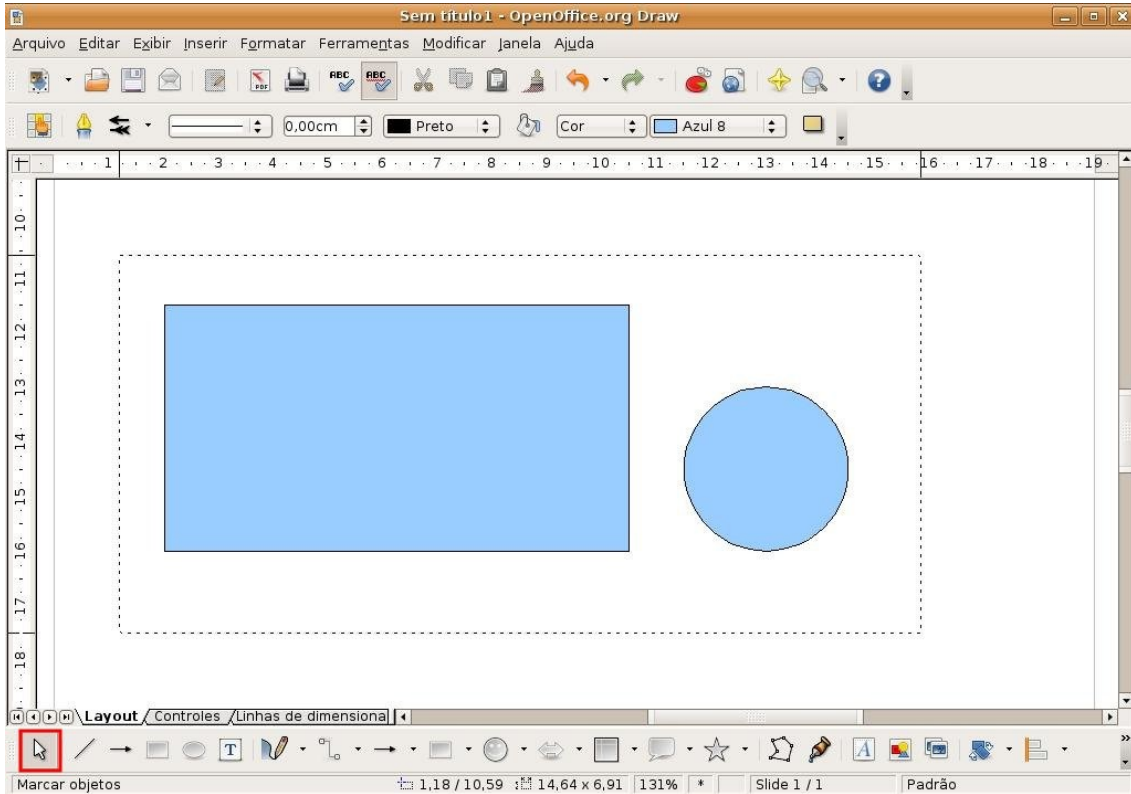 Sem título1 - OpenOffice.org Draw
Arquivo Editar Exibir Inserir Formatar Ferramentas Modificar Janela Ajuda
PDF ABC ABC
0,00cm Preto Cor Azul 8
1 2 3 4 5 6 7 8 9 10 11 12 13 14 15 16 17 18 19
10
11
12
13
14
15
16
17
18
Layout Controles Linhas de dimensiona
T A
Marcar objetos 1,18 / 10,59 14,64 x 6,91 131% * Slide 1 / 1 Padrão